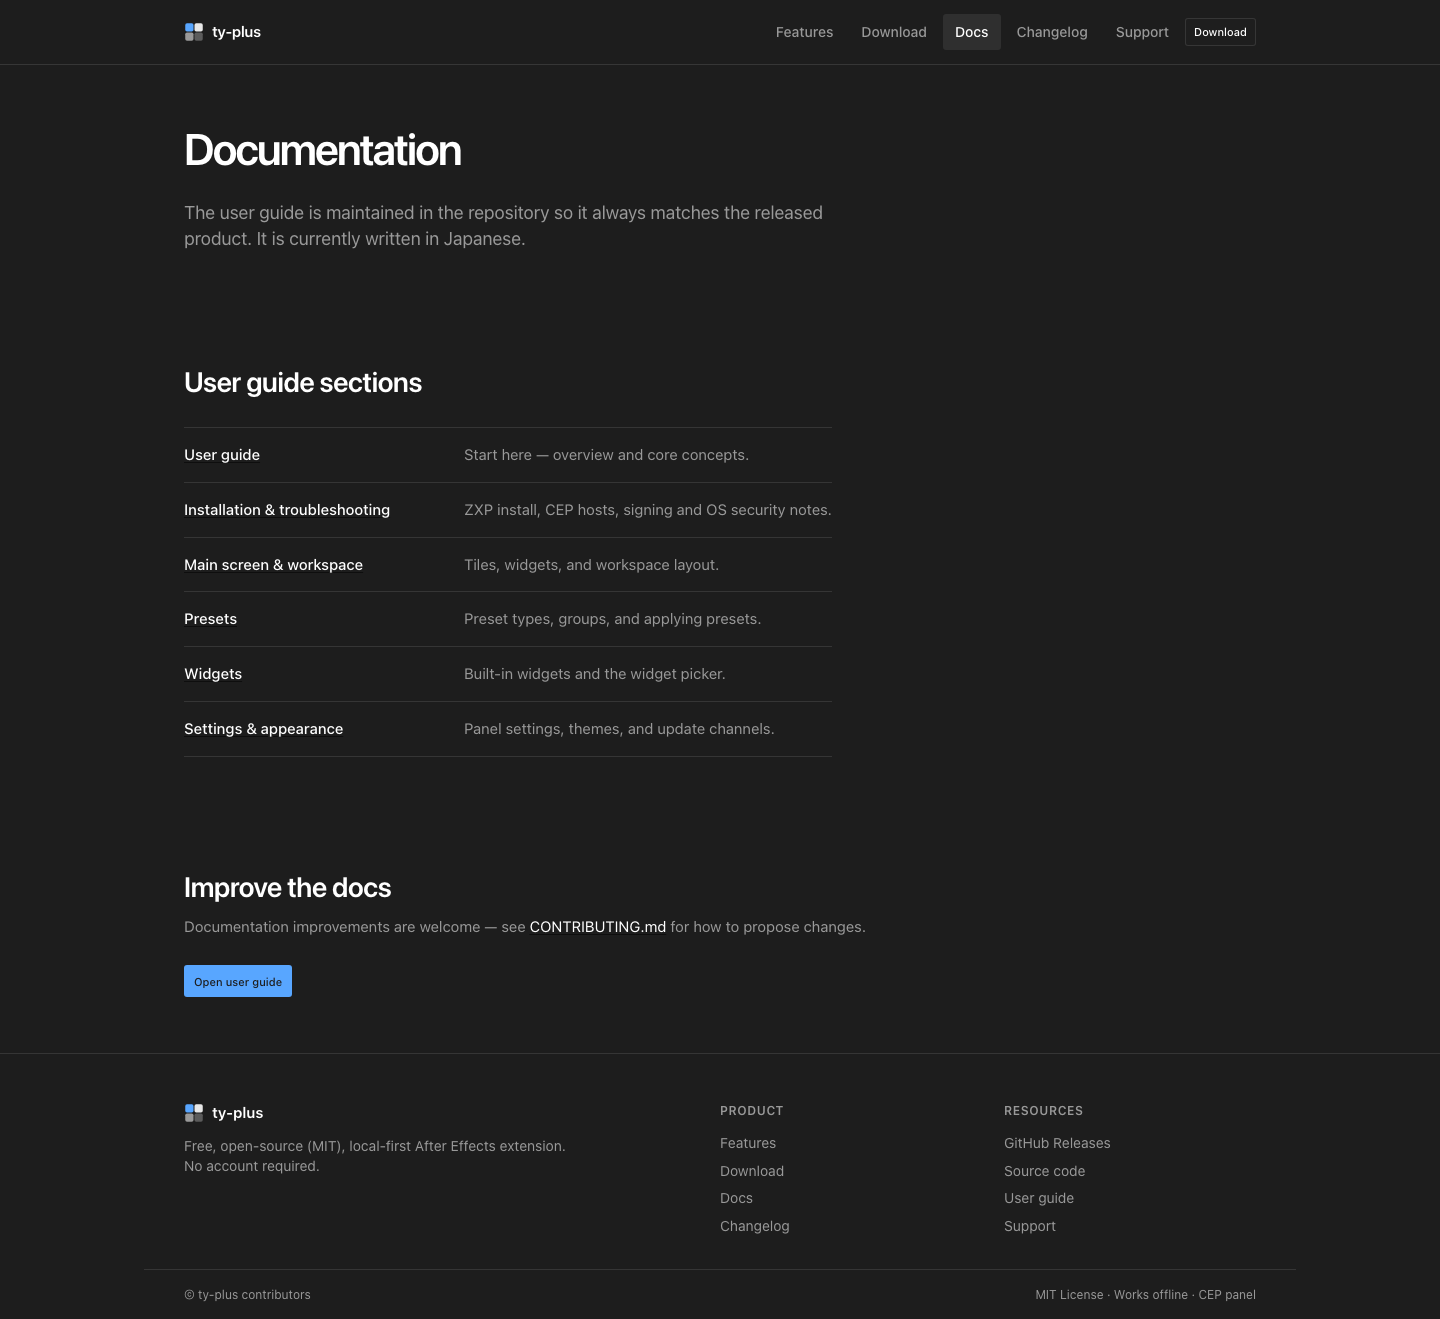 ty-plus
Features
Download
Docs
Changelog
Support
Download
Documentation
The user guide is maintained in the repository so it always matches the released
product. It is currently written in Japanese.
User guide sections
User guide
Start here — overview and core concepts.
Installation & troubleshooting
ZXP install, CEP hosts, signing and OS security notes.
Main screen & workspace
Tiles, widgets, and workspace layout.
Presets
Preset types, groups, and applying presets.
Widgets
Built-in widgets and the widget picker.
Settings & appearance
Panel settings, themes, and update channels.
Improve the docs
Documentation improvements are welcome — see CONTRIBUTING.md for how to propose changes.
Open user guide
ty-plus
Free, open-source (MIT), local-first After Effects extension.
No account required.
PRODUCT
Features
Download
Docs
Changelog
RESOURCES
GitHub Releases
Source code
User guide
Support
© ty-plus contributors
MIT License · Works offline · CEP panel